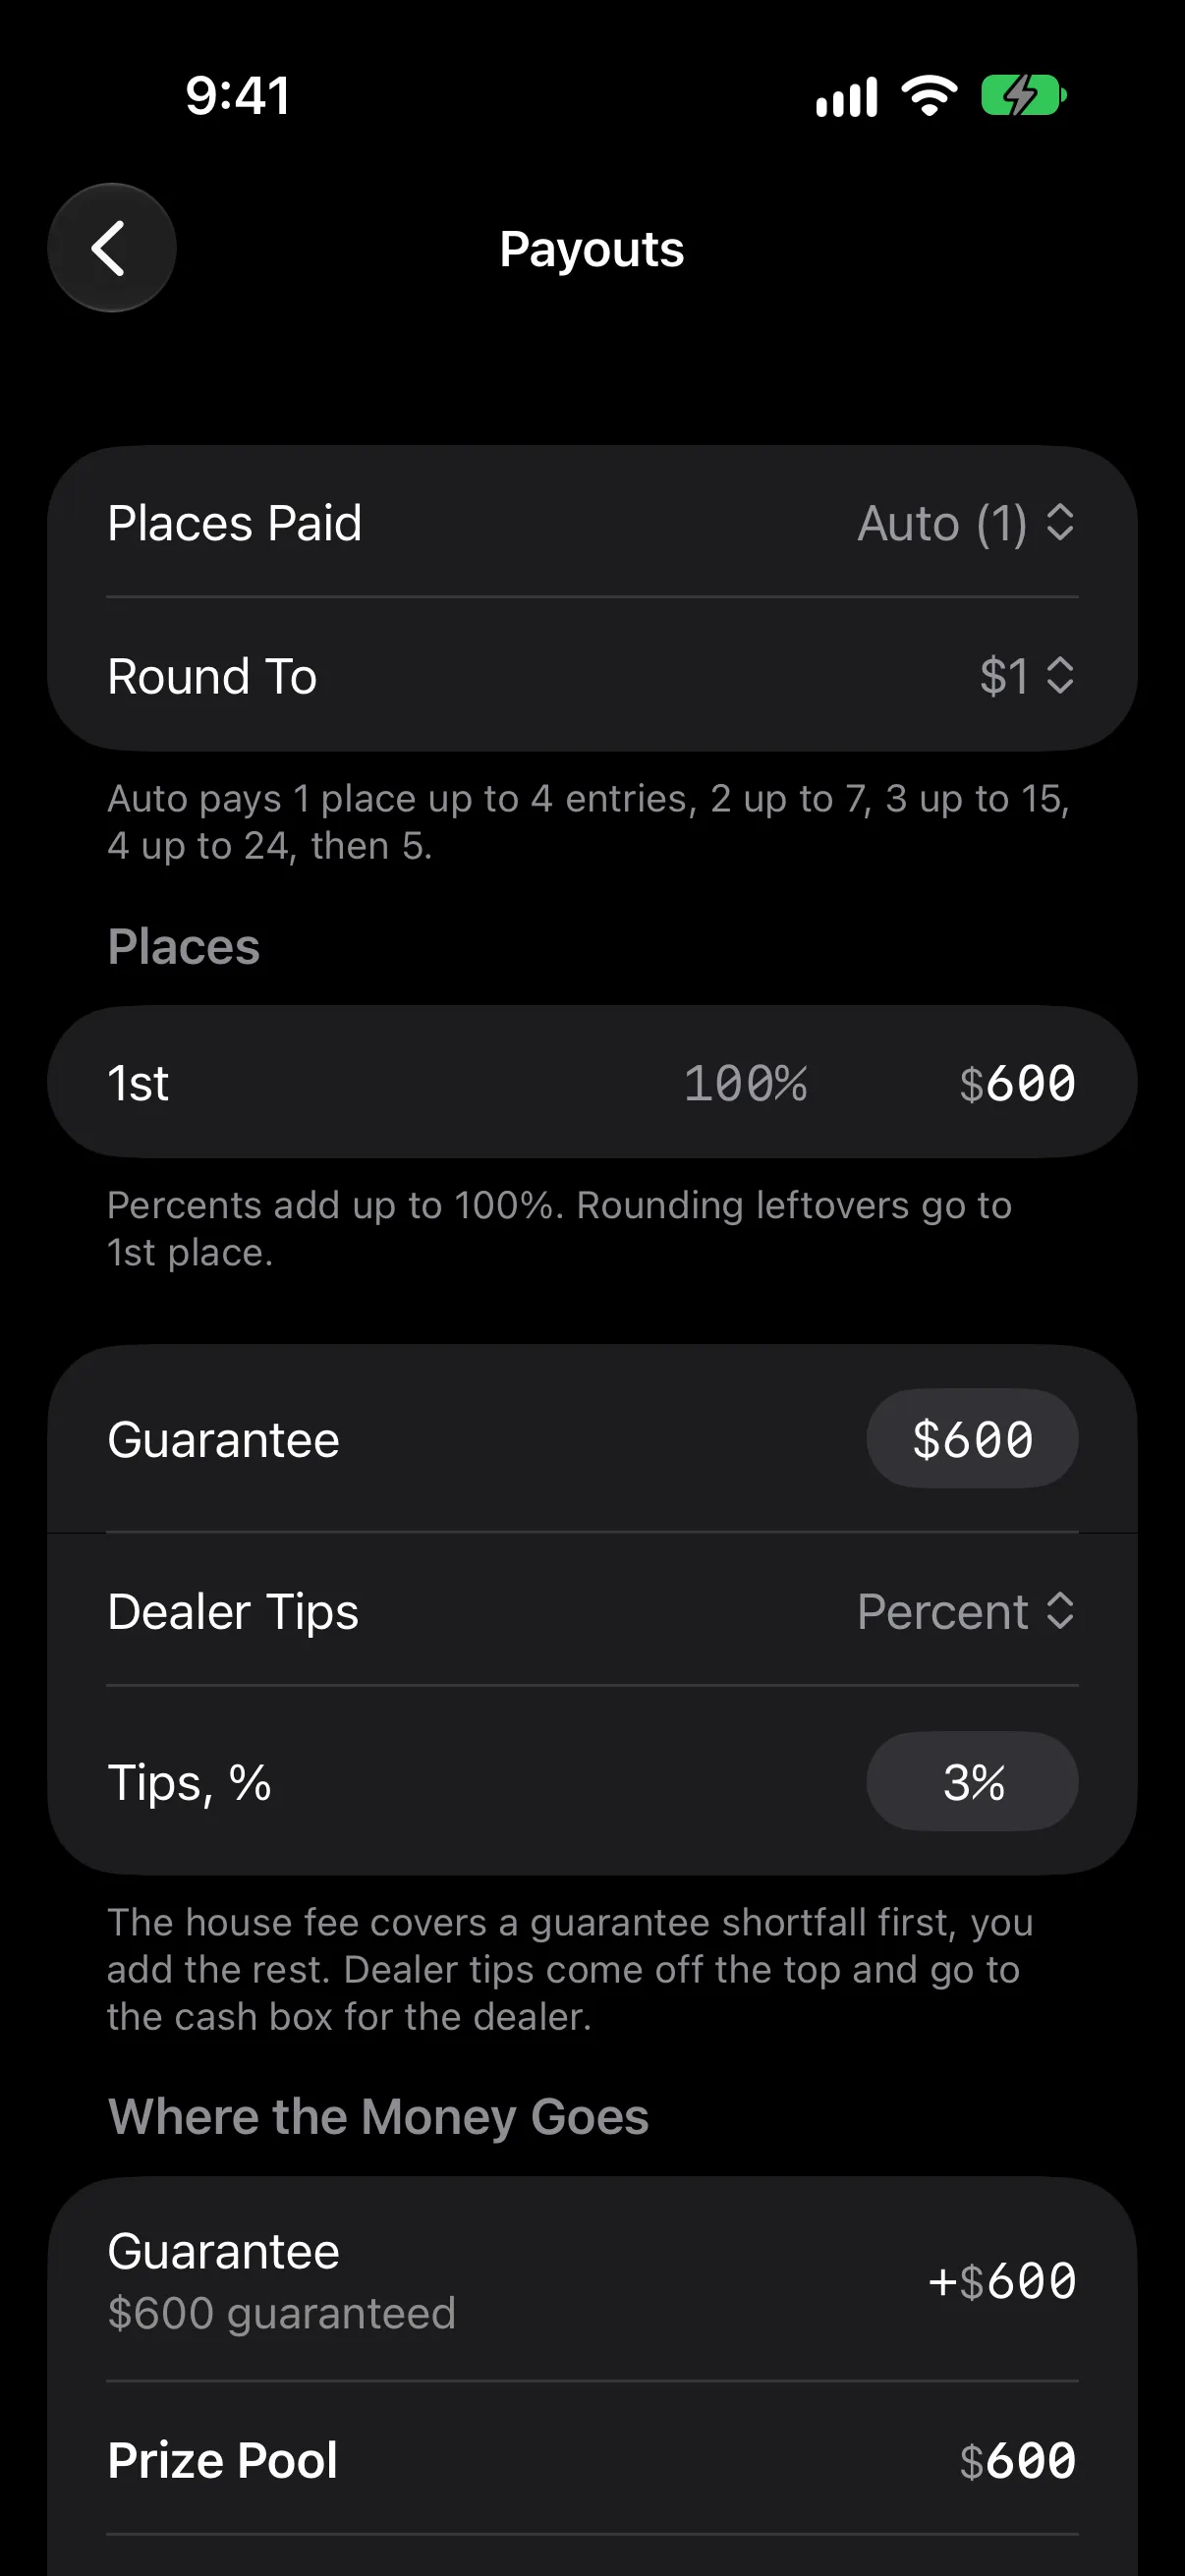 9:41
Payouts
Places Paid Auto (1)
Round To $1
Auto pays 1 place up to 4 entries, 2 up to 7, 3 up to 15,
4 up to 24, then 5.
Places
1st 100% $600
Percents add up to 100%. Rounding leftovers go to
1st place.
Guarantee $600
Dealer Tips Percent
Tips, % 3%
The house fee covers a guarantee shortfall first, you
add the rest. Dealer tips come off the top and go to
the cash box for the dealer.
Where the Money Goes
Guarantee +$600
$600 guaranteed
Prize Pool $600